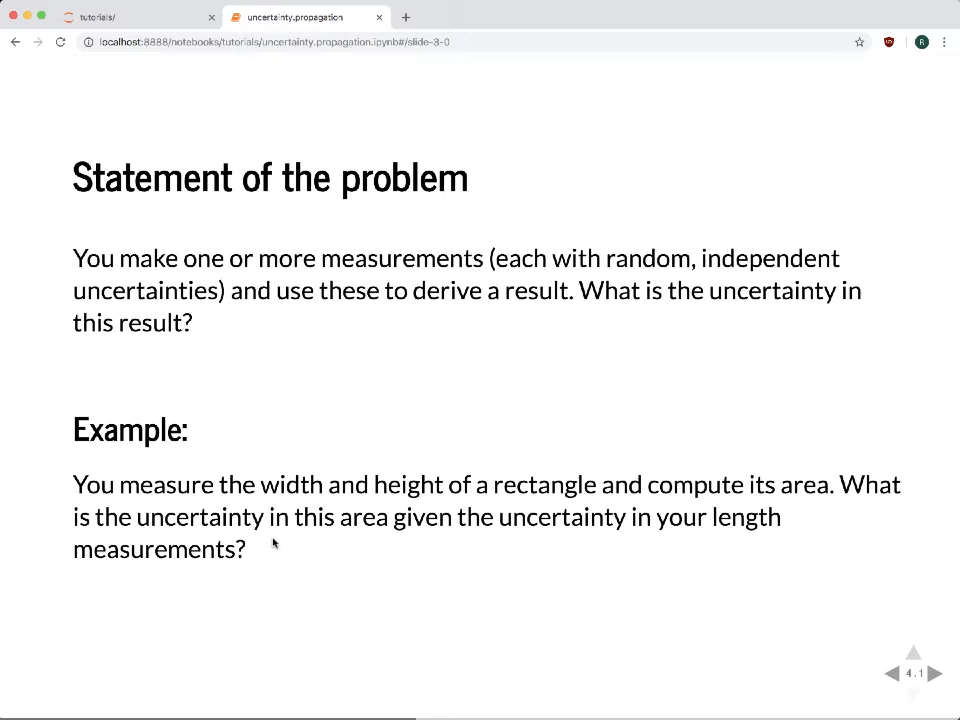 tutorials/
uncertainty.propagation
localhost:8888/notebooks/tutorials/uncertainty.propagation.ipynb#/slide-3-0
R
Statement of the problem
You make one or more measurements (each with random, independent
uncertainties) and use these to derive a result. What is the uncertainty in
this result?
Example:
You measure the width and height of a rectangle and compute its area. What
is the uncertainty in this area given the uncertainty in your length
measurements?
4.1